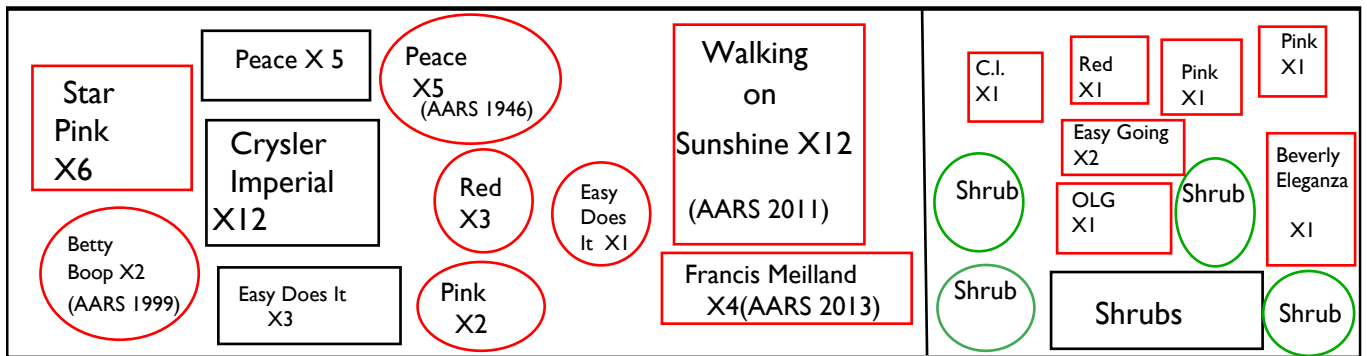 Star
Pink
X6
Peace X 5
Peace
X5
(AARS 1946)
Crysler
Imperial
X12
Red
X3
Easy
Does
It X1
Walking
on
Sunshine X12
(AARS 2011)
Betty
Boop X2
(AARS 1999)
Easy Does It
X3
Pink
X2
Francis Meilland
X4(AARS 2013)
C.I.
X1
Red
X1
Pink
X1
Pink
X1
Easy Going
X2
Beverly
Eleganza
X1
Shrub
OLG
X1
Shrub
Shrub
Shrubs
Shrub